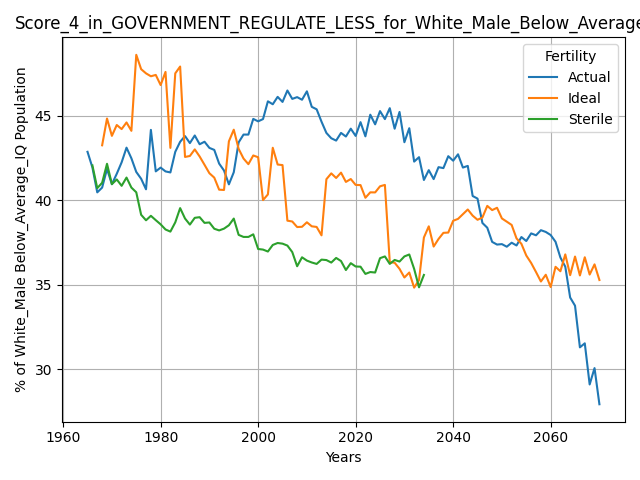 Score_4_in_GOVERNMENT_REGULATE_LESS_for_White_Male_Below_Average
Fertility
Actual
Ideal
Sterile
% of White_Male Below_Average_IQ Population
45
40
35
30
1960 1980 2000 2020 2040 2060
Years